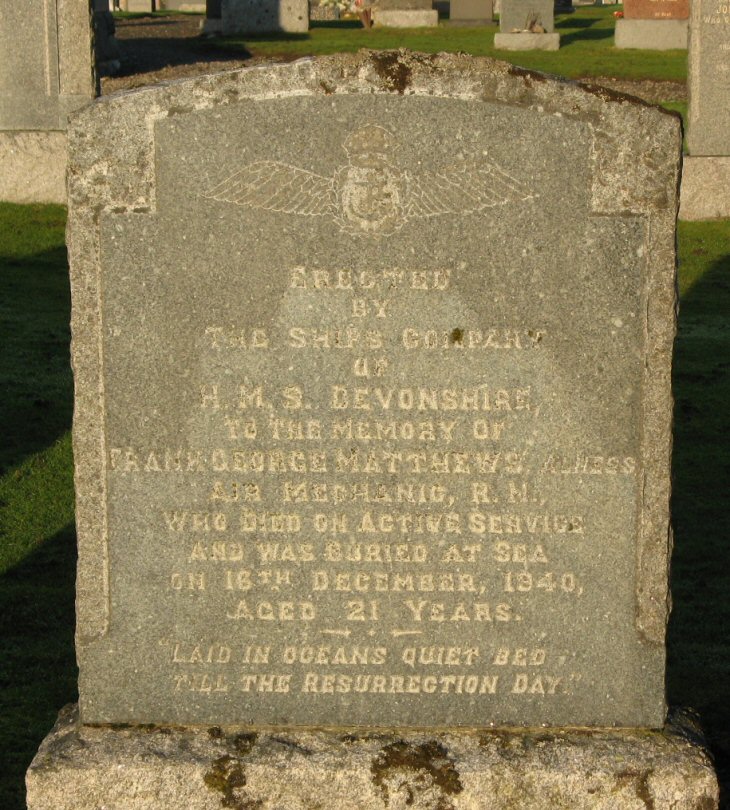 ERECTED
BY
THE SHIPS COMPANY
OF
H.M.S. DEVONSHIRE,
TO THE MEMORY OF
FRANK GEORGE MATTHEWS, ALNESS
AIR MECHANIC, R.N.,
WHO DIED ON ACTIVE SERVICE
AND WAS BURIED AT SEA
ON 16TH DECEMBER, 1940,
AGED 21 YEARS.
"LAID IN OCEANS QUIET BED,
TILL THE RESURRECTION DAY."